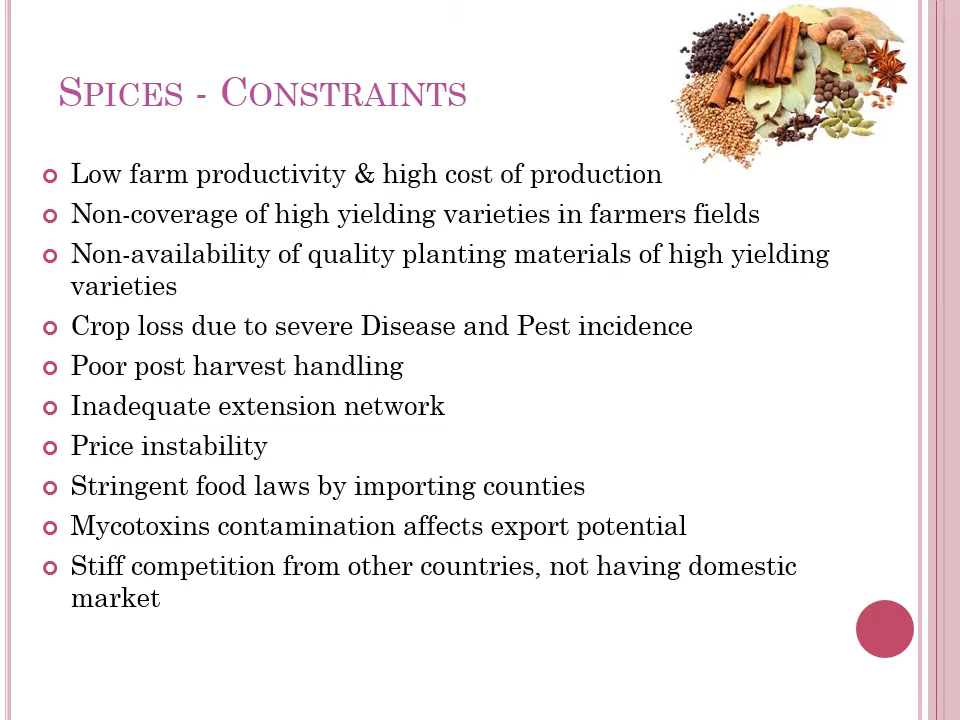 Spices - Constraints
Low farm productivity & high cost of production
Non-coverage of high yielding varieties in farmers fields
Non-availability of quality planting materials of high yielding
varieties
Crop loss due to severe Disease and Pest incidence
Poor post harvest handling
Inadequate extension network
Price instability
Stringent food laws by importing counties
Mycotoxins contamination affects export potential
Stiff competition from other countries, not having domestic
market